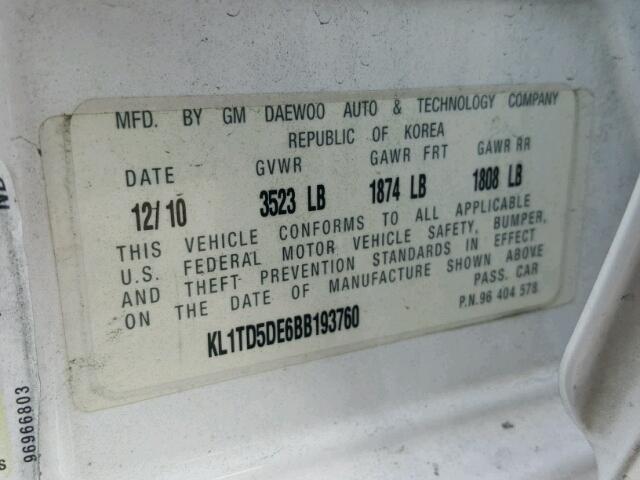 MFD. BY GM DAEWOO AUTO & TECHNOLOGY COMPANY
REPUBLIC OF KOREA
DATE GVWR GAWR FRT GAWR RR
12/10 3523 LB 1874 LB 1808 LB
THIS VEHICLE CONFORMS TO ALL APPLICABLE
U.S. FEDERAL MOTOR VEHICLE SAFETY, BUMPER,
AND THEFT PREVENTION STANDARDS IN EFFECT
ON THE DATE OF MANUFACTURE SHOWN ABOVE
PASS. CAR
P.N.96 404 578
KL1TD5DE6BB193760
96966803